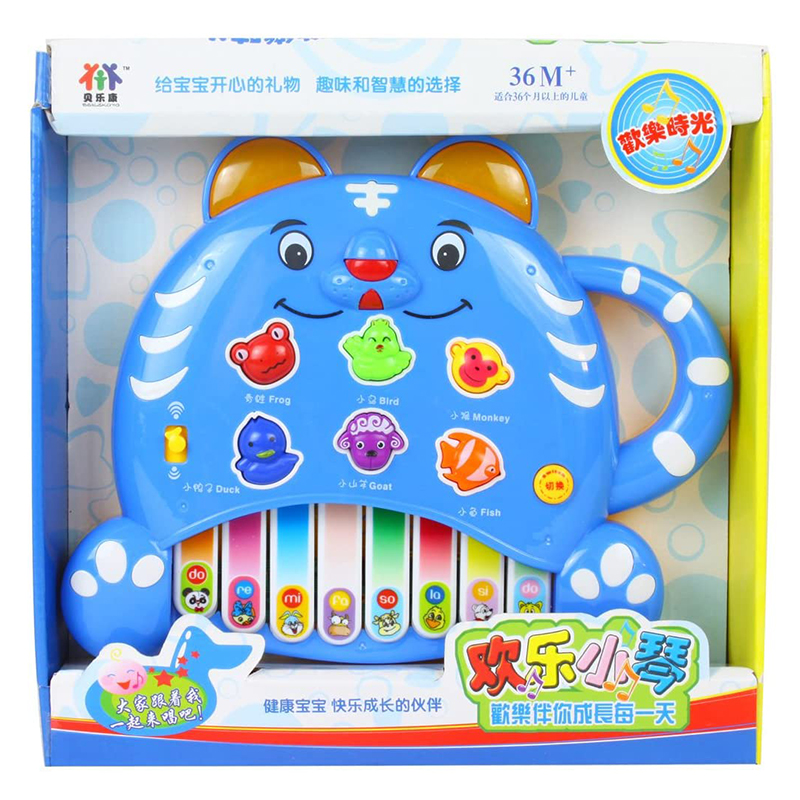 贝乐康
TM
给宝宝开心的礼物 趣味和智慧的选择
36M+
适合36个月以上的儿童
歡樂時光
青蛙 Frog
小鸟 Bird
小猴 Monkey
小鸭子 Duck
小山羊 Goat
小鱼 Fish
切换
do
re
mi
fa
so
la
si
do
大家跟着我
一起来唱吧!
健康宝宝 快乐成长的伙伴
欢乐小琴
歡樂伴你成長每一天